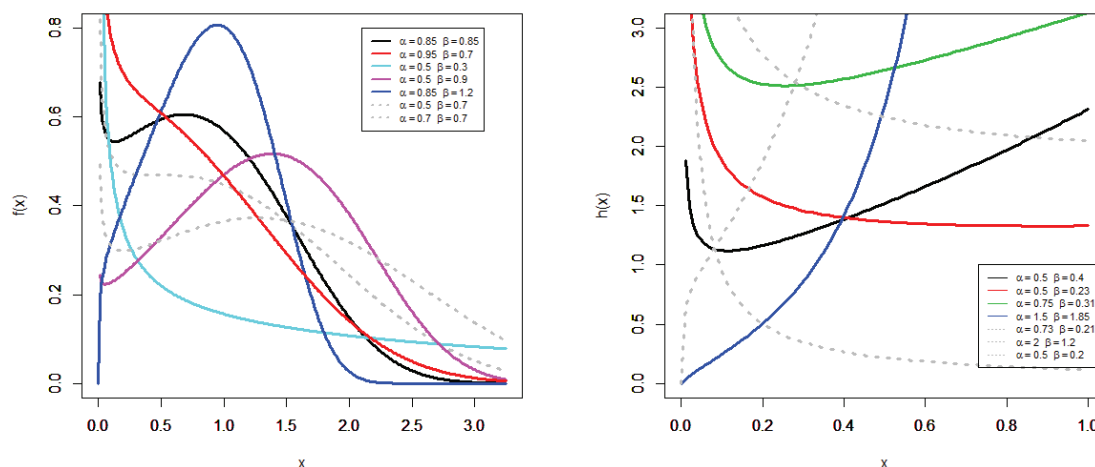 0.8
0.6
0.4
0.2
0.0
f(x)
α = 0.85 β = 0.85
α = 0.95 β = 0.7
α = 0.5 β = 0.3
α = 0.5 β = 0.9
α = 0.85 β = 1.2
α = 0.5 β = 0.7
α = 0.7 β = 0.7
0.0 0.5 1.0 1.5 2.0 2.5 3.0
x
3.0
2.5
2.0
1.5
1.0
0.5
0.0
h(x)
α = 0.5 β = 0.4
α = 0.5 β = 0.23
α = 0.75 β = 0.31
α = 1.5 β = 1.85
α = 0.73 β = 0.21
α = 2 β = 1.2
α = 0.5 β = 0.2
0.0 0.2 0.4 0.6 0.8 1.0
x